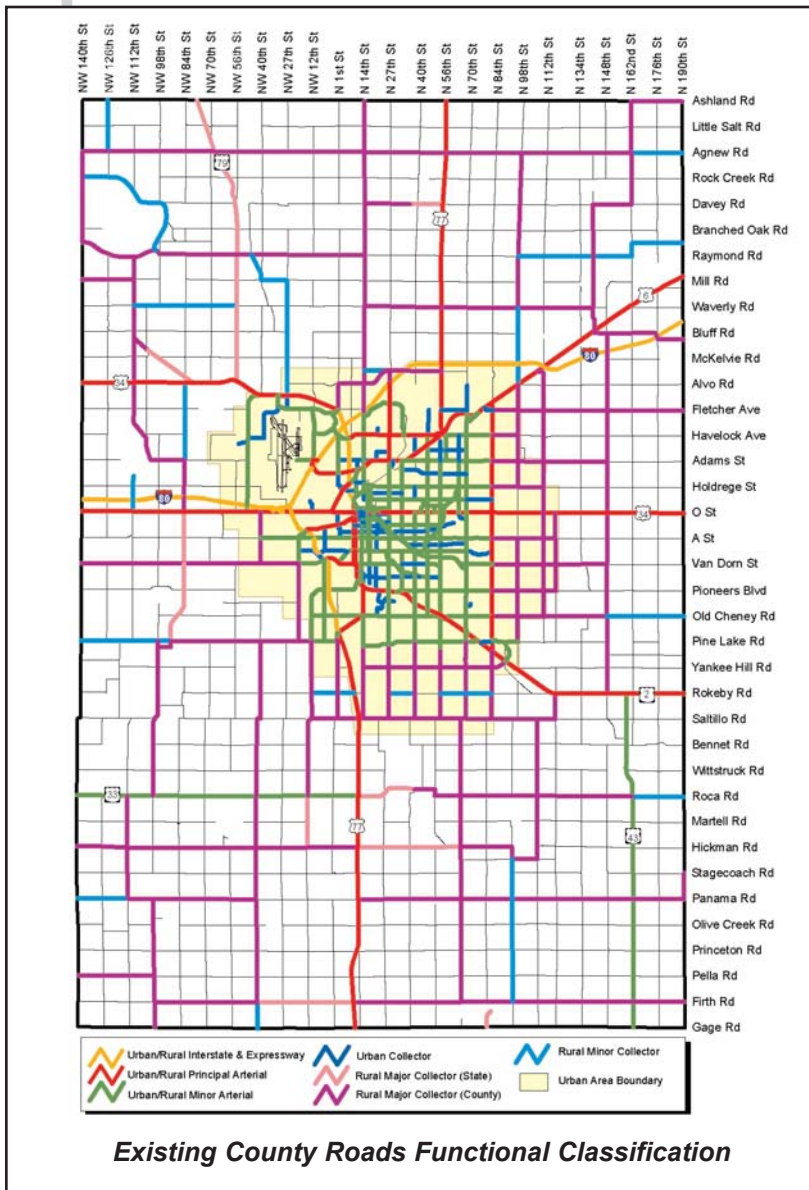 NW 140th St
NW 126th St
NW 112th St
NW 98th St
NW 84th St
NW 70th St
NW 56th St
NW 40th St
NW 27th St
NW 12th St
N 1st St
N 14th St
N 27th St
N 40th St
N 56th St
N 70th St
N 84th St
N 98th St
N 112th St
N 134th St
N 148th St
N 162nd St
N 176th St
N 190th St
Ashland Rd
Little Salt Rd
Agnew Rd
79
Rock Creek Rd
Davey Rd
77
Branched Oak Rd
Raymond Rd
Mill Rd
6
Waverly Rd
Bluff Rd
McKelvie Rd
80
34
Alvo Rd
Fletcher Ave
Havelock Ave
Adams St
Holdrege St
80
O St
34
A St
Van Dorn St
Pioneers Blvd
Old Cheney Rd
Pine Lake Rd
Yankee Hill Rd
Rokeby Rd
2
Saltillo Rd
Bennet Rd
Wittstruck Rd
33
Roca Rd
Martell Rd
77
43
Hickman Rd
Stagecoach Rd
Panama Rd
Olive Creek Rd
Princeton Rd
Pella Rd
Firth Rd
Gage Rd
Urban/Rural Interstate & Expressway
Urban/Rural Principal Arterial
Urban/Rural Minor Arterial
Urban Collector
Rural Major Collector (State)
Rural Major Collector (County)
Rural Minor Collector
Urban Area Boundary
Existing County Roads Functional Classification